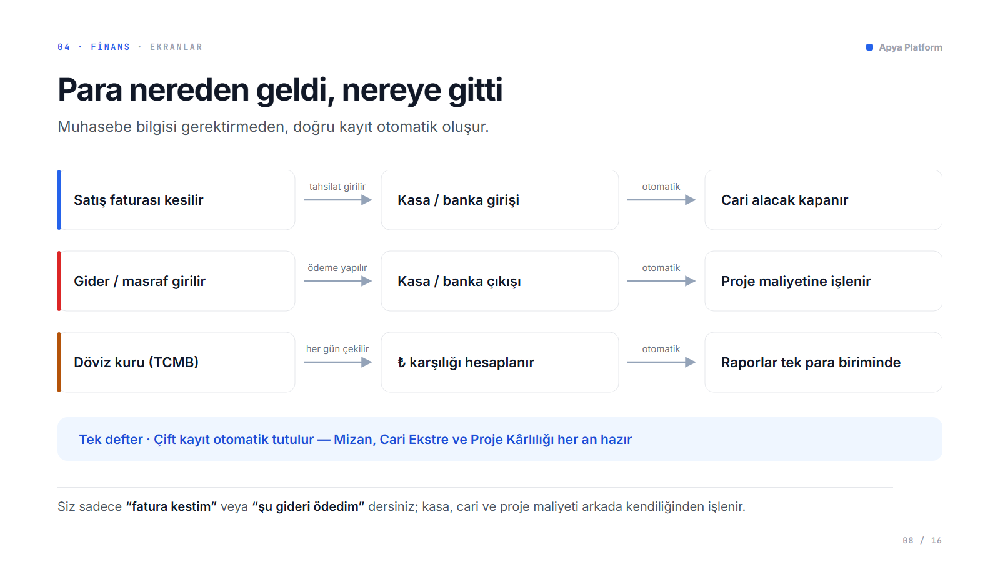 04 · FİNANS · EKRANLAR
Apya Platform
Para nereden geldi, nereye gitti
Muhasebe bilgisi gerektirmeden, doğru kayıt otomatik oluşur.
Satış faturası kesilir
tahsilat girilir
Kasa / banka girişi
otomatik
Cari alacak kapanır
Gider / masraf girilir
ödeme yapılır
Kasa / banka çıkışı
otomatik
Proje maliyetine işlenir
Döviz kuru (TCMB)
her gün çekilir
₺ karşılığı hesaplanır
otomatik
Raporlar tek para biriminde
Tek defter · Çift kayıt otomatik tutulur — Mizan, Cari Ekstre ve Proje Kârlılığı her an hazır
Siz sadece “fatura kestim” veya “şu gideri ödedim” dersiniz; kasa, cari ve proje maliyeti arkada kendiliğinden işlenir.
08 / 16